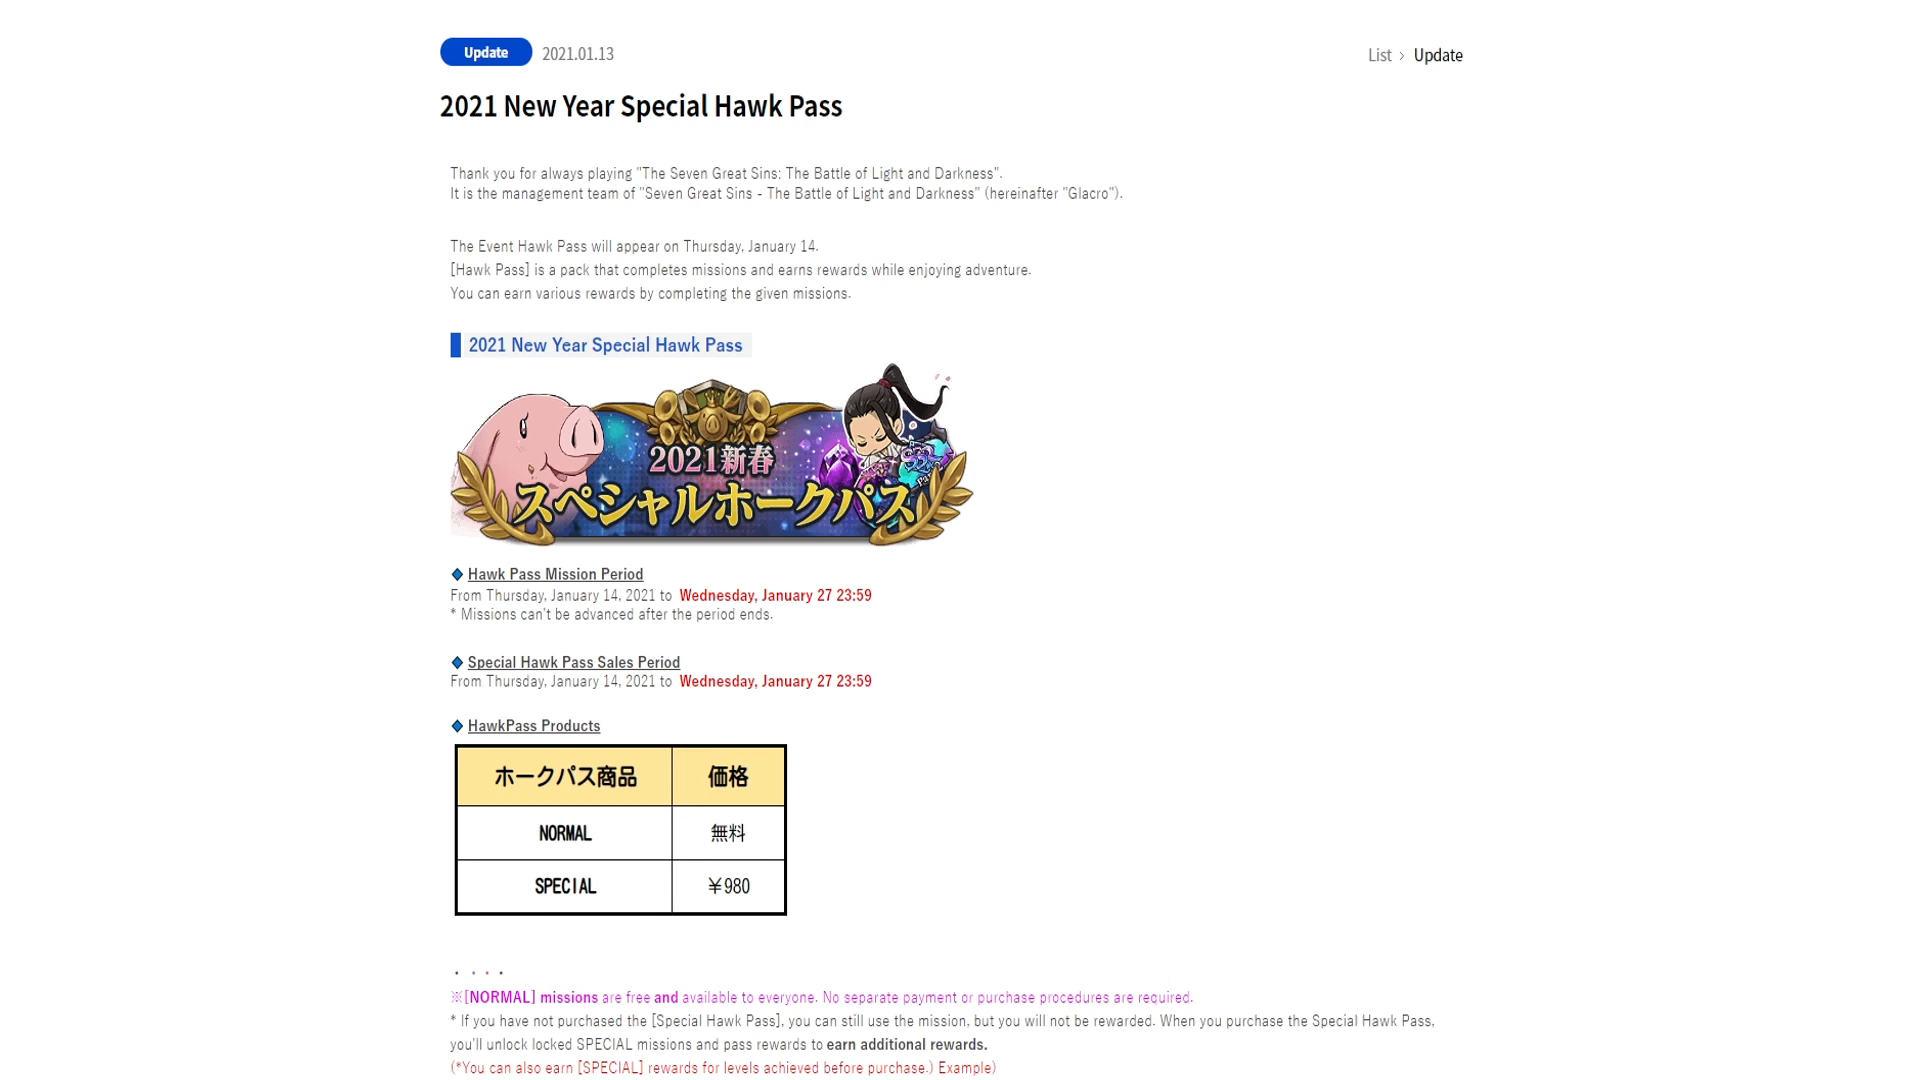 Update 2021.01.13 List › Update
2021 New Year Special Hawk Pass
Thank you for always playing "The Seven Great Sins: The Battle of Light and Darkness".
It is the management team of "Seven Great Sins - The Battle of Light and Darkness" (hereinafter "Glacro").
The Event Hawk Pass will appear on Thursday, January 14.
[Hawk Pass] is a pack that completes missions and earns rewards while enjoying adventure.
You can earn various rewards by completing the given missions.
2021 New Year Special Hawk Pass
2021新春
スペシャルホークパス
◆ Hawk Pass Mission Period
From Thursday, January 14, 2021 to Wednesday, January 27 23:59
* Missions can't be advanced after the period ends.
◆ Special Hawk Pass Sales Period
From Thursday, January 14, 2021 to Wednesday, January 27 23:59
◆ HawkPass Products
ホークパス商品 価格
NORMAL 無料
SPECIAL ¥980
. . . .
※[NORMAL] missions are free and available to everyone. No separate payment or purchase procedures are required.
* If you have not purchased the [Special Hawk Pass], you can still use the mission, but you will not be rewarded. When you purchase the Special Hawk Pass,
you'll unlock locked SPECIAL missions and pass rewards to earn additional rewards.
(*You can also earn [SPECIAL] rewards for levels achieved before purchase.) Example)